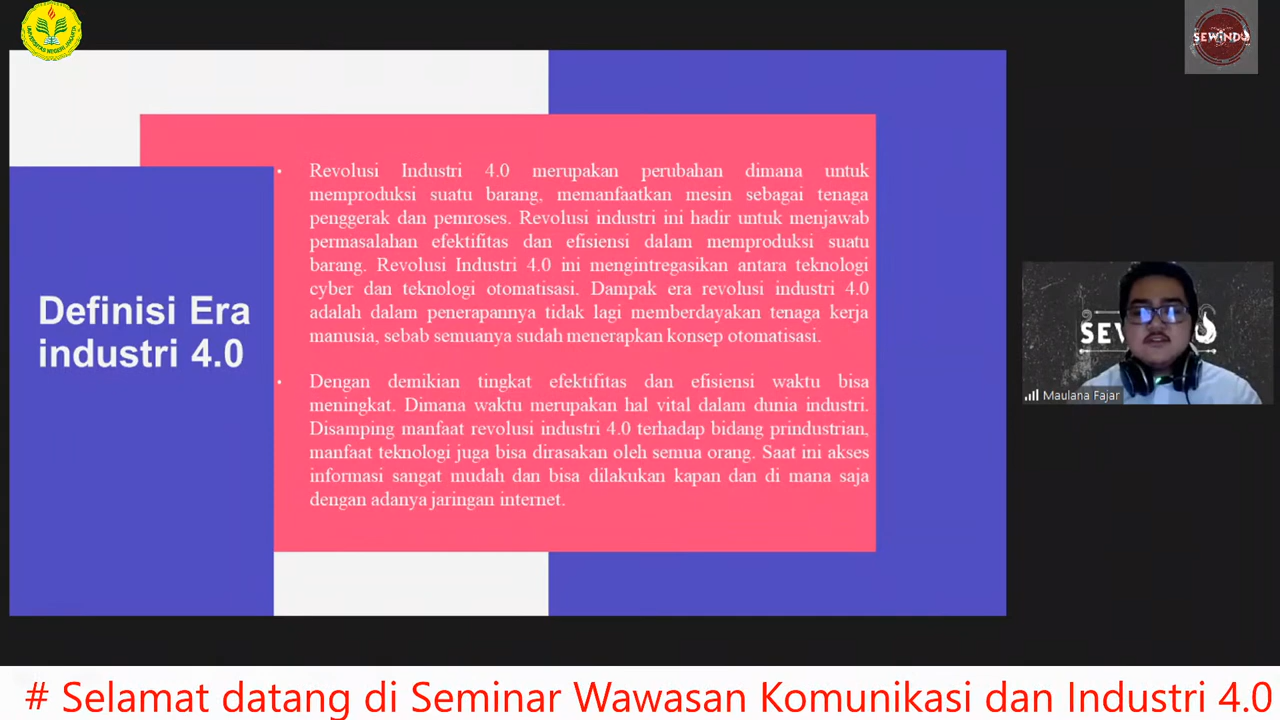 UNIVERSITAS NEGERI JAKARTA
SEWINDU
Definisi Era
industri 4.0
• Revolusi Industri 4.0 merupakan perubahan dimana untuk
memproduksi suatu barang, memanfaatkan mesin sebagai tenaga
penggerak dan pemroses. Revolusi industri ini hadir untuk menjawab
permasalahan efektifitas dan efisiensi dalam memproduksi suatu
barang. Revolusi Industri 4.0 ini mengintregasikan antara teknologi
cyber dan teknologi otomatisasi. Dampak era revolusi industri 4.0
adalah dalam penerapannya tidak lagi memberdayakan tenaga kerja
manusia, sebab semuanya sudah menerapkan konsep otomatisasi.
• Dengan demikian tingkat efektifitas dan efisiensi waktu bisa
meningkat. Dimana waktu merupakan hal vital dalam dunia industri.
Disamping manfaat revolusi industri 4.0 terhadap bidang prindustrian,
manfaat teknologi juga bisa dirasakan oleh semua orang. Saat ini akses
informasi sangat mudah dan bisa dilakukan kapan dan di mana saja
dengan adanya jaringan internet.
Maulana Fajar
# Selamat datang di Seminar Wawasan Komunikasi dan Industri 4.0